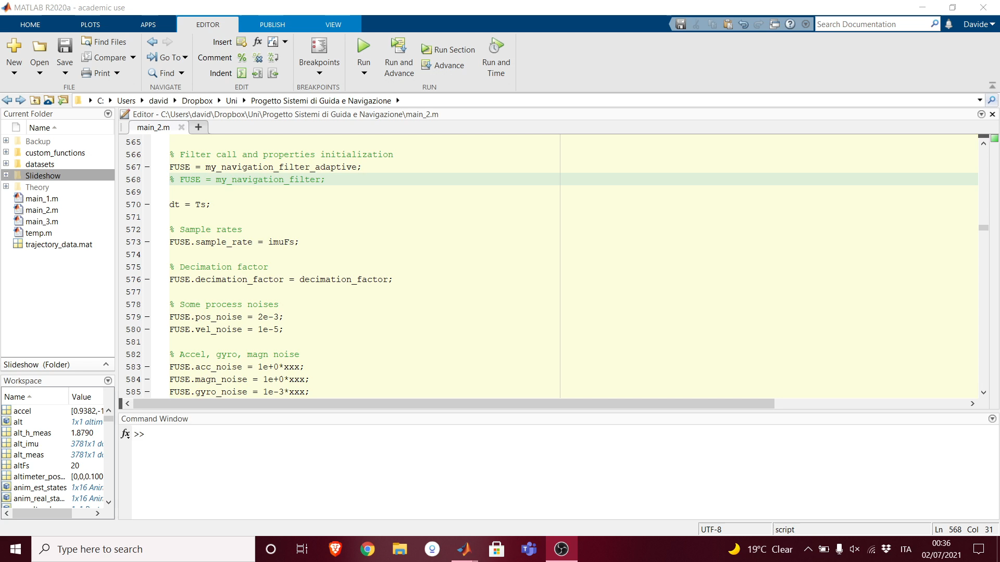 MATLAB R2020a - academic use
HOME PLOTS APPS EDITOR PUBLISH VIEW
Search Documentation
Davide
New
Open
Save
Find Files
Compare
Print
FILE
Go To
Find
NAVIGATE
Insert fx
Comment
Indent
EDIT
Breakpoints
BREAKPOINTS
Run
Run and Advance
Run Section
Advance
Run and Time
RUN
C: Users david Dropbox Uni Progetto Sistemi di Guida e Navigazione
Current Folder
Name
Backup
custom_functions
datasets
Slideshow
Theory
main_1.m
main_2.m
main_3.m
temp.m
trajectory_data.mat
Slideshow (Folder)
Workspace
Name Value
accel [0.9382,-1
alt 1x1 altim
alt_h_meas 1.8790
alt_imu 3781x1 do
alt_meas 3781x1 do
altFs 20
altimeter_pos... [0,0,0.100
anim_est_states 1x16 Anin
anim_real_sta... 1x16 Anin
Editor - C:\Users\david\Dropbox\Uni\Progetto Sistemi di Guida e Navigazione\main_2.m
main_2.m
565
566 % Filter call and properties initialization
567 – FUSE = my_navigation_filter_adaptive;
568 % FUSE = my_navigation_filter;
569
570 – dt = Ts;
571
572 % Sample rates
573 – FUSE.sample_rate = imuFs;
574
575 % Decimation factor
576 – FUSE.decimation_factor = decimation_factor;
577
578 % Some process noises
579 – FUSE.pos_noise = 2e-3;
580 – FUSE.vel_noise = 1e-5;
581
582 % Accel, gyro, magn noise
583 – FUSE.acc_noise = 1e+0*xxx;
584 – FUSE.magn_noise = 1e+0*xxx;
585 – FUSE.gyro_noise = 1e-3*xxx;
Command Window
fx >>
UTF-8 script Ln 568 Col 31
Type here to search
19°C Clear
ITA
00:36
02/07/2021